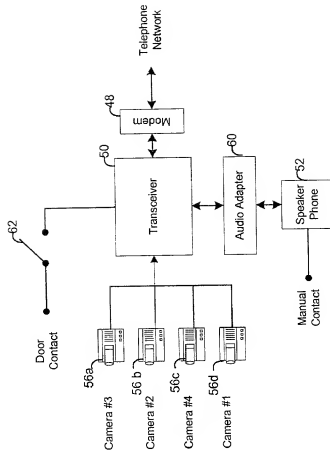 Telephone
Network
48
Modem
50
Transceiver
60
Audio Adapter
52
Speaker
Phone
Manual
Contact
62
Door
Contact
56a
Camera #3
56b
Camera #2
56c
Camera #4
56d
Camera #1